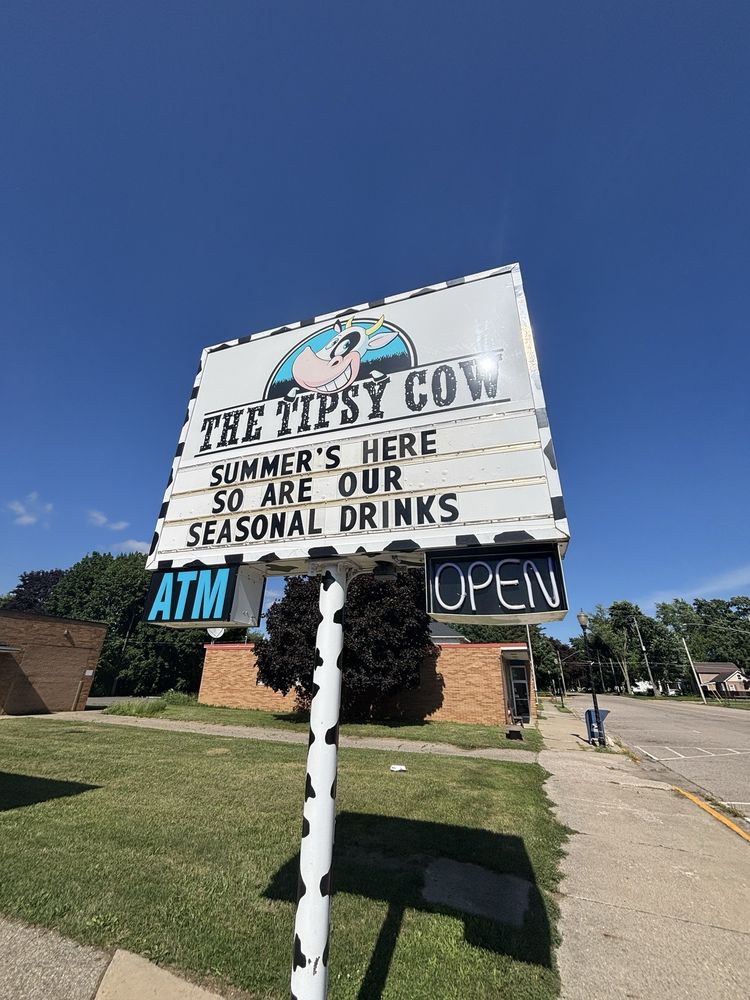 THE TIPSY COW
SUMMER'S HERE
SO ARE OUR
SEASONAL DRINKS
ATM
OPEN